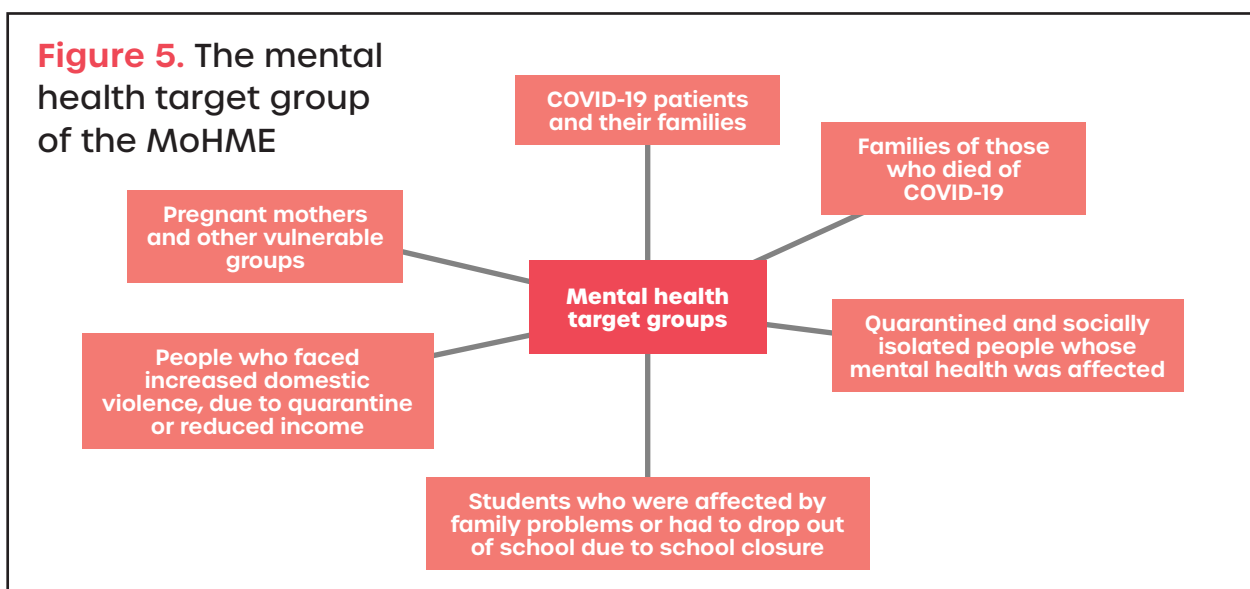 Figure 5. The mental
health target group
of the MoHME
COVID-19 patients
and their families
Families of those
who died of
COVID-19
Pregnant mothers
and other vulnerable
groups
Mental health
target groups
Quarantined and socially
isolated people whose
mental health was affected
People who faced
increased domestic
violence, due to quarantine
or reduced income
Students who were affected by
family problems or had to drop out
of school due to school closure